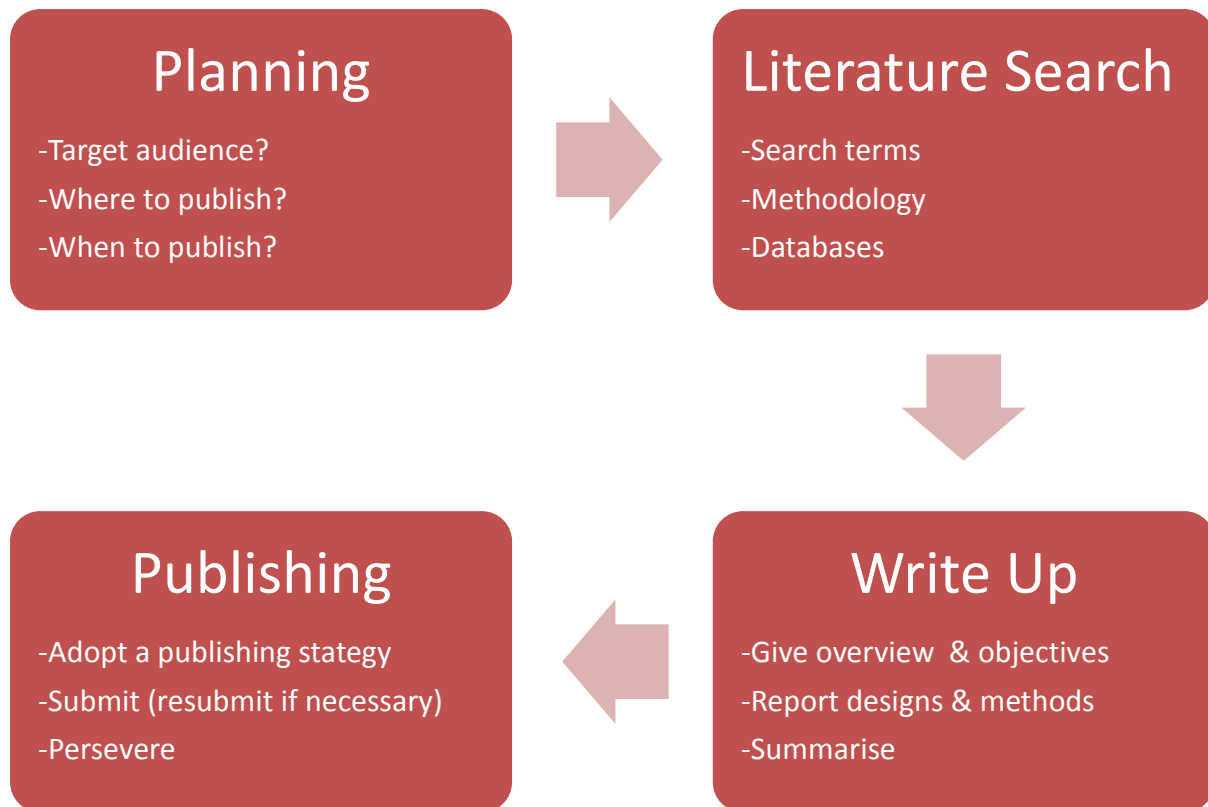 Planning
-Target audience?
-Where to publish?
-When to publish?
Literature Search
-Search terms
-Methodology
-Databases
Write Up
-Give overview  & objectives
-Report designs & methods
-Summarise
Publishing
-Adopt a publishing stategy
-Submit (resubmit if necessary)
-Persevere